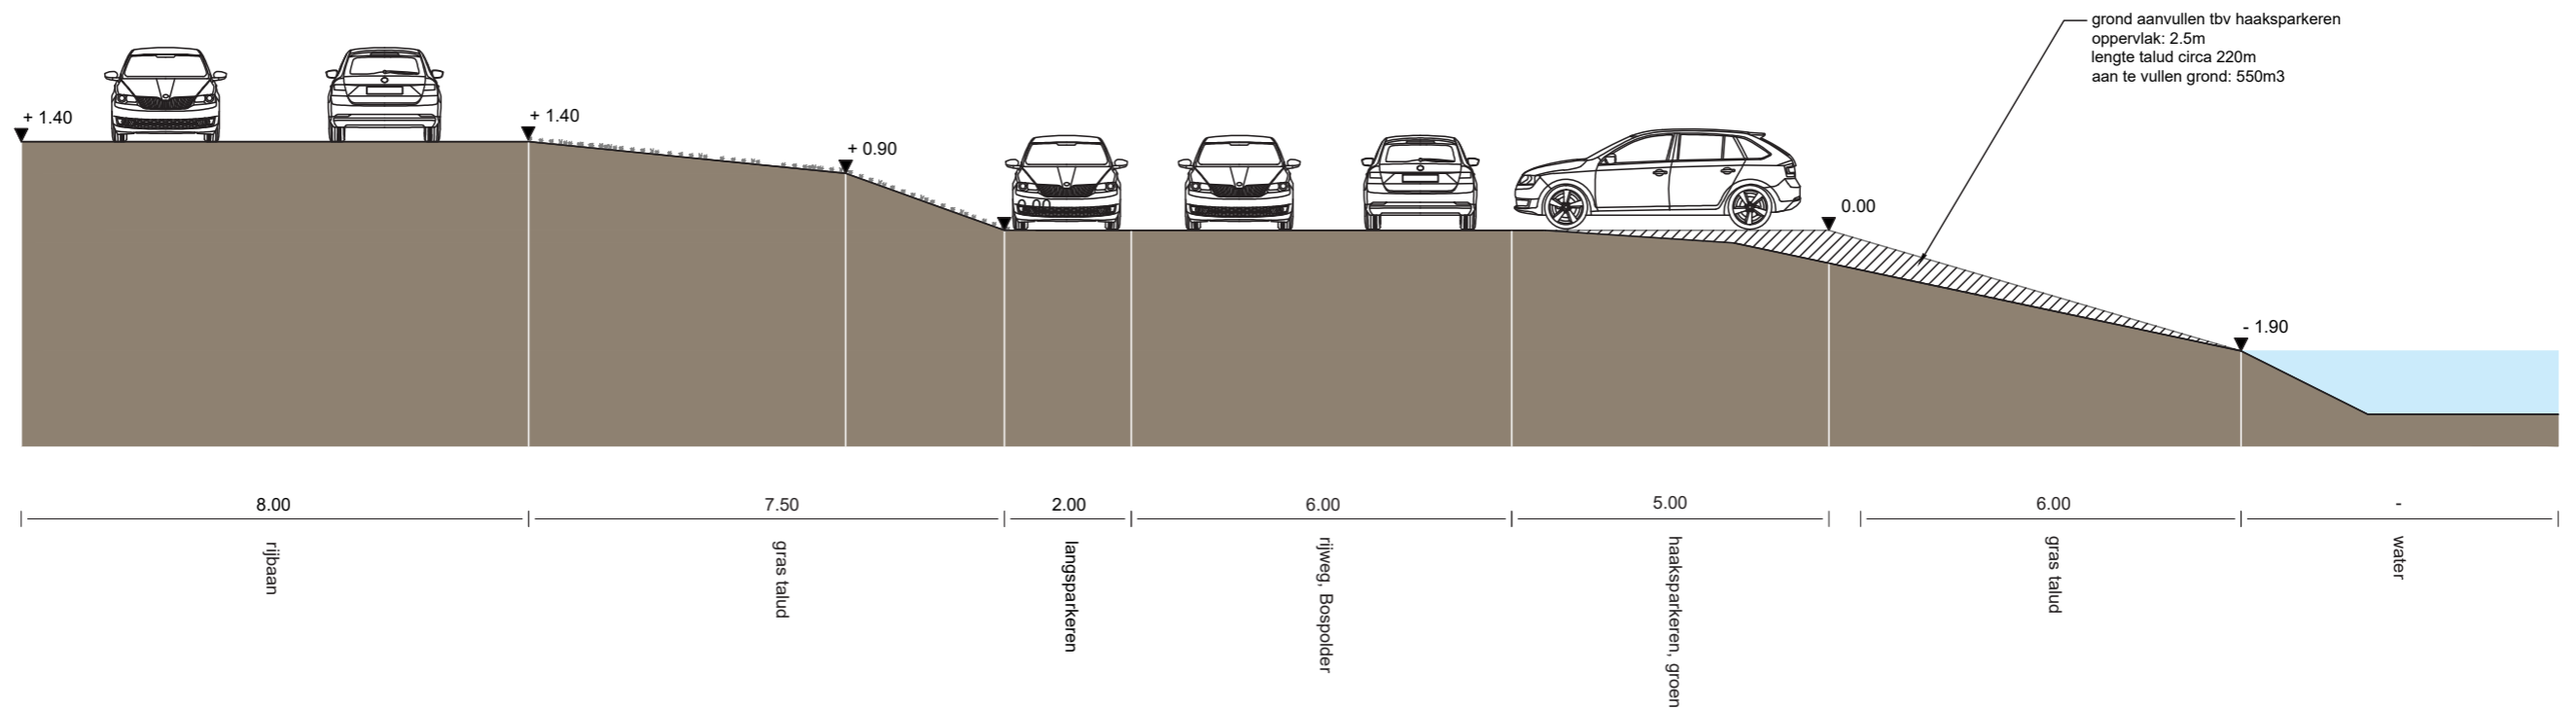 grond aanvullen tbv haaksparkeren
oppervlak: 2.5m
lengte talud circa 220m
aan te vullen grond: 550m3
+ 1.40
+ 1.40
+ 0.90
0.00
0.00
- 1.90
8.00
7.50
2.00
6.00
5.00
6.00
-
rijbaan
gras talud
langsparkeren
rijweg, Bospolder
haaksparkeren, groen
gras talud
water